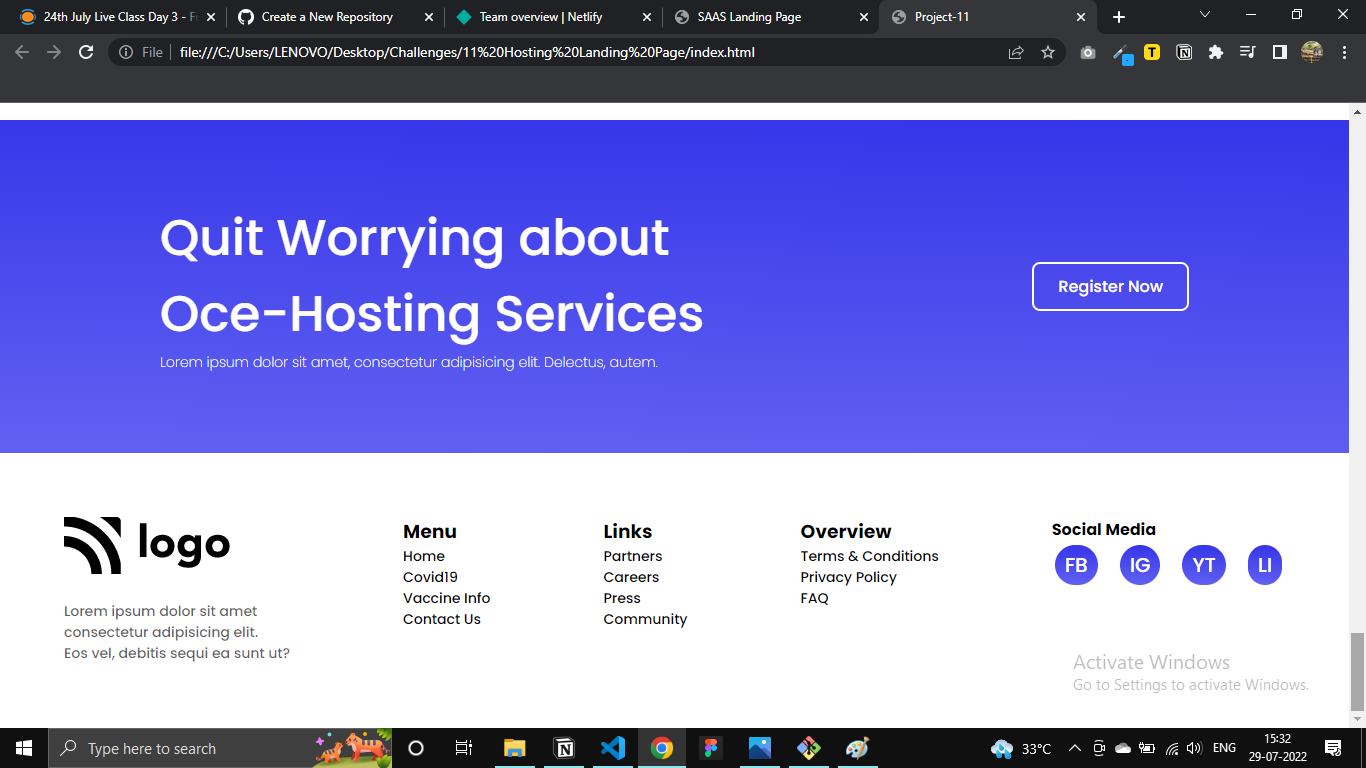 24th July Live Class Day 3 - F
Create a New Repository
Team overview | Netlify
SAAS Landing Page
Project-11
File
file:///C:/Users/LENOVO/Desktop/Challenges/11%20Hosting%20Landing%20Page/index.html
Quit Worrying about
Oce-Hosting Services
Lorem ipsum dolor sit amet, consectetur adipisicing elit. Delectus, autem.
Register Now
logo
Lorem ipsum dolor sit amet
consectetur adipisicing elit.
Eos vel, debitis sequi ea sunt ut?
Menu
Home
Covid19
Vaccine Info
Contact Us
Links
Partners
Careers
Press
Community
Overview
Terms & Conditions
Privacy Policy
FAQ
Social Media
FB IG YT LI
Activate Windows
Go to Settings to activate Windows.
Type here to search
33°C
ENG
15:32
29-07-2022